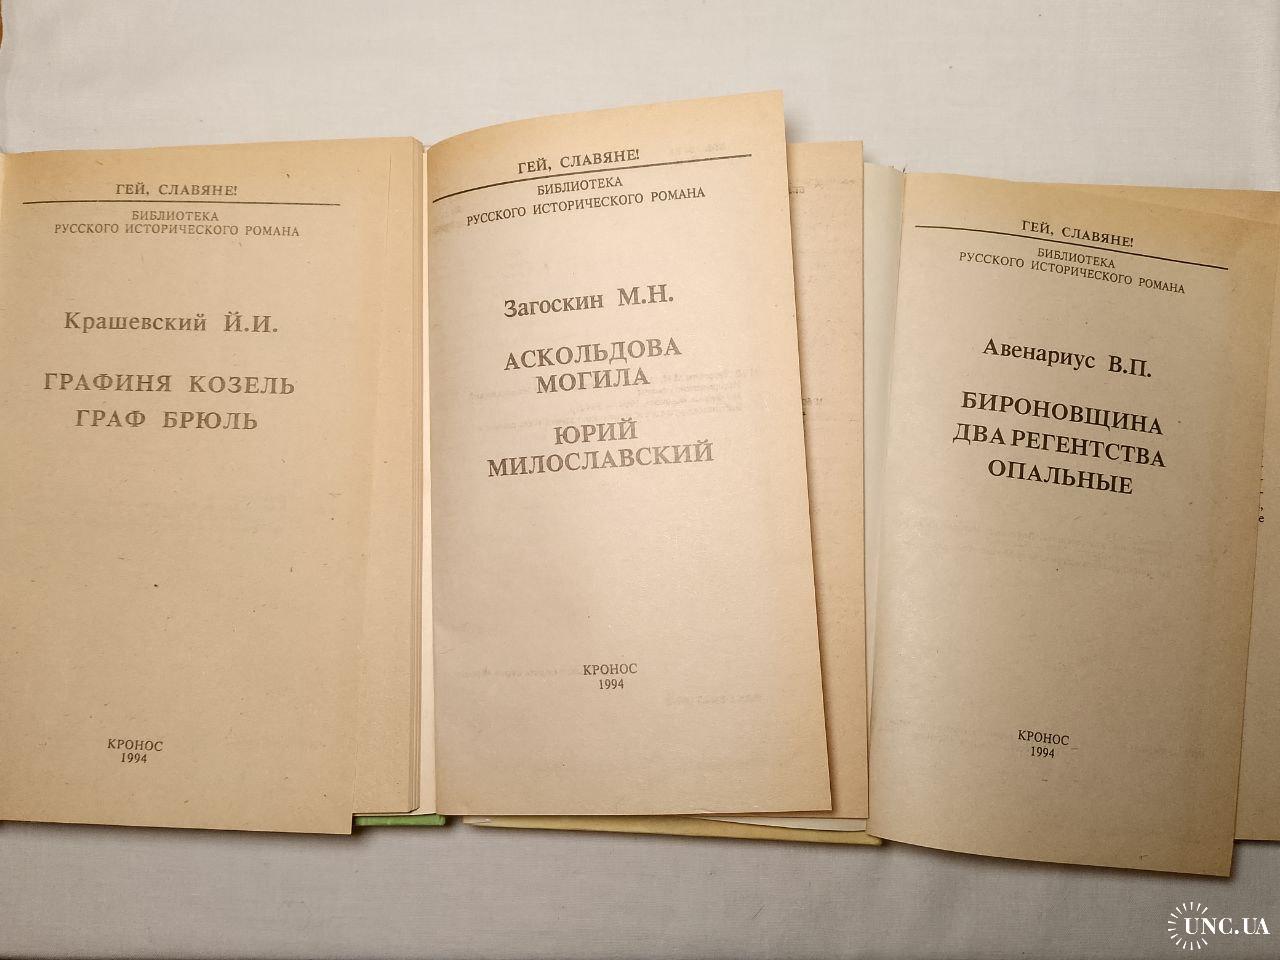 ГЕЙ, СЛАВЯНЕ!
БИБЛИОТЕКА
РУССКОГО ИСТОРИЧЕСКОГО РОМАНА
Крашевский Й.И.
ГРАФИНЯ КОЗЕЛЬ
ГРАФ БРЮЛЬ
КРОНОС
1994
ГЕЙ, СЛАВЯНЕ!
БИБЛИОТЕКА
РУССКОГО ИСТОРИЧЕСКОГО РОМАНА
Загоскин М.Н.
АСКОЛЬДОВА
МОГИЛА
ЮРИЙ
МИЛОСЛАВСКИЙ
КРОНОС
1994
ГЕЙ, СЛАВЯНЕ!
БИБЛИОТЕКА
РУССКОГО ИСТОРИЧЕСКОГО РОМАНА
Авенариус В.П.
БИРОНОВЩИНА
ДВА РЕГЕНТСТВА
ОПАЛЬНЫЕ
КРОНОС
1994
UNC.UA